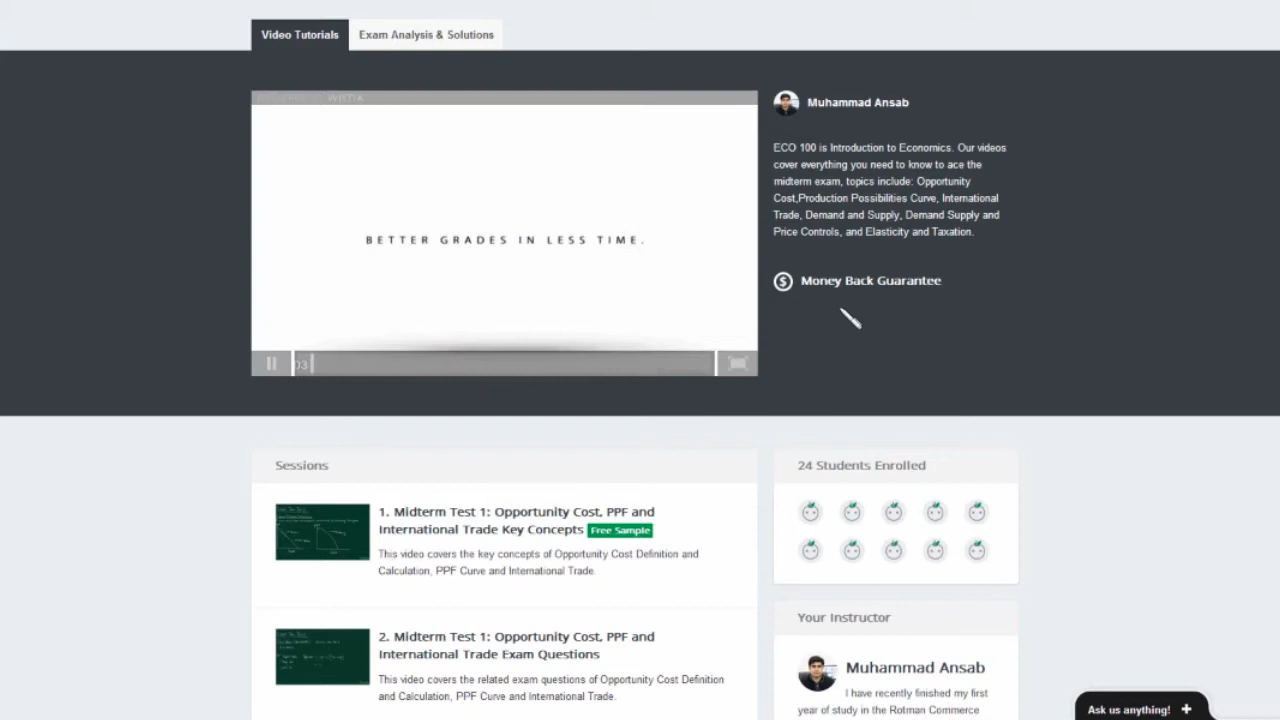 Video Tutorials
Exam Analysis & Solutions
WISTIA
BETTER GRADES IN LESS TIME.
03
Muhammad Ansab
ECO 100 is Introduction to Economics. Our videos
cover everything you need to know to ace the
midterm exam, topics include: Opportunity
Cost,Production Possibilities Curve, International
Trade, Demand and Supply, Demand Supply and
Price Controls, and Elasticity and Taxation.
Money Back Guarantee
Sessions
1. Midterm Test 1: Opportunity Cost, PPF and
International Trade Key Concepts Free Sample
This video covers the key concepts of Opportunity Cost Definition and
Calculation, PPF Curve and International Trade.
2. Midterm Test 1: Opportunity Cost, PPF and
International Trade Exam Questions
This video covers the related exam questions of Opportunity Cost Definition
and Calculation, PPF Curve and International Trade.
24 Students Enrolled
Your Instructor
Muhammad Ansab
I have recently finished my first
year of study in the Rotman Commerce
Ask us anything! +